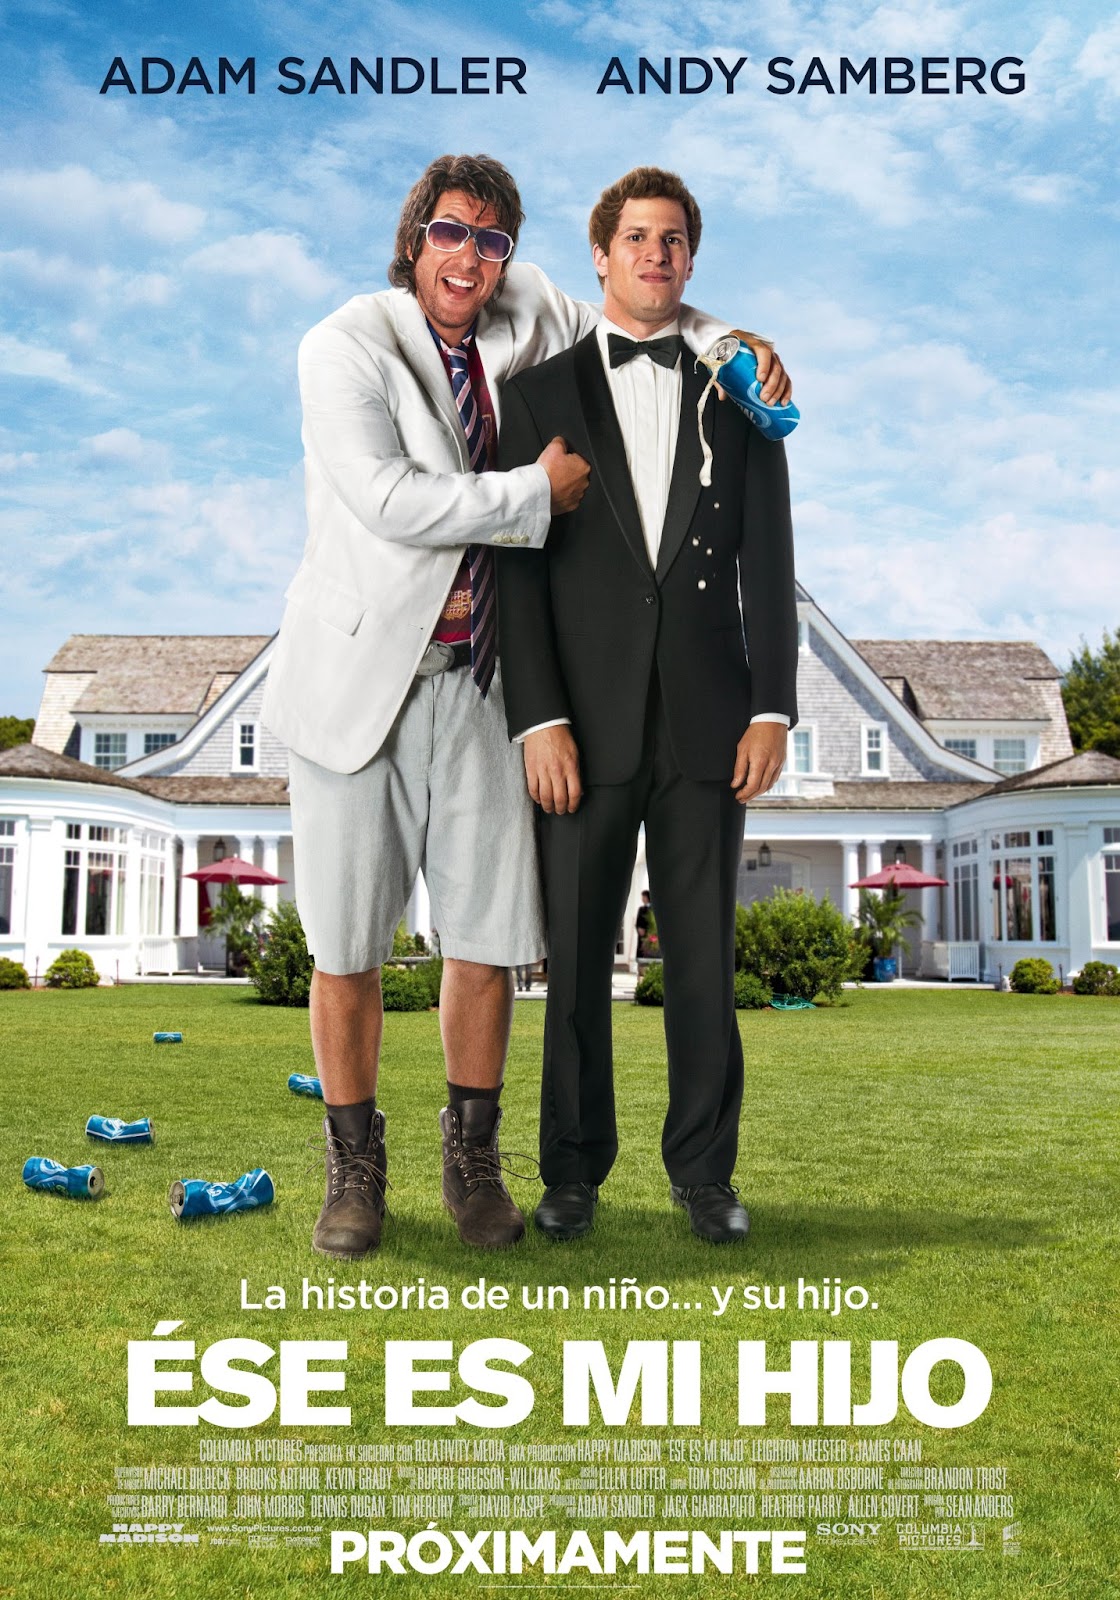 ADAM SANDLER ANDY SAMBERG
La historia de un niño... y su hijo.
ÉSE ES MI HIJO
COLUMBIA PICTURES PRESENTA EN SOCIEDAD CON RELATIVITY MEDIA UNA PRODUCCIÓN HAPPY MADISON "ÉSE ES MI HIJO" LEIGHTON MEESTER Y JAMES CAAN
MICHAEL DILBECK BROOKS ARTHUR KEVIN GRADY RUPERT GREGSON-WILLIAMS ELLEN LUTTER TOM COSTAIN AARON OSBORNE BRANDON TROST
BARRY BERNARDI JOHN MORRIS DENNIS DUGAN TIM HERLIHY DAVID CASPE ADAM SANDLER JACK GIARRAPUTO HEATHER PARRY ALLEN COVERT SEAN ANDERS
HAPPY MADISON www.SonyPictures.com.ar SONY make.believe COLUMBIA PICTURES
PRÓXIMAMENTE